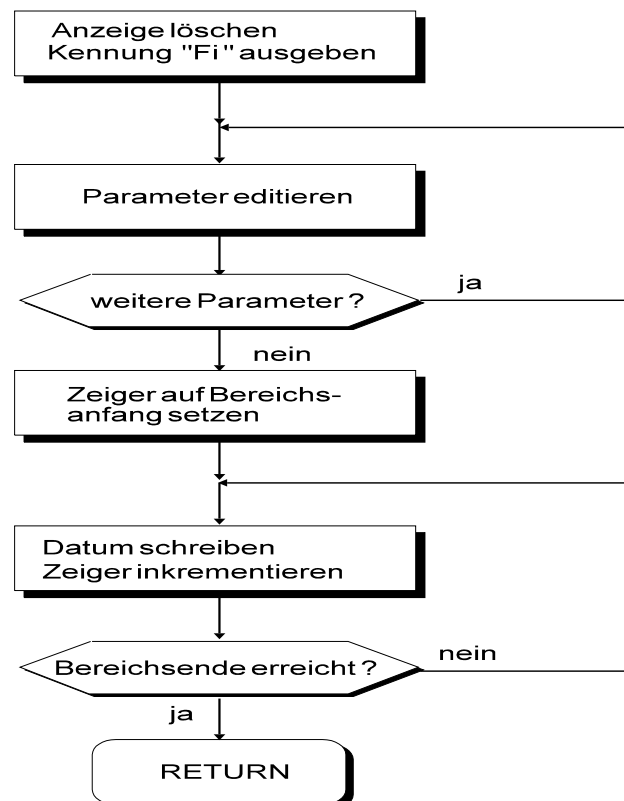 Anzeige löschen
Kennung "Fi" ausgeben
Parameter editieren
weitere Parameter ?
ja
nein
Zeiger auf Bereichs-
anfang setzen
Datum schreiben
Zeiger inkrementieren
Bereichsende erreicht ?
nein
ja
RETURN